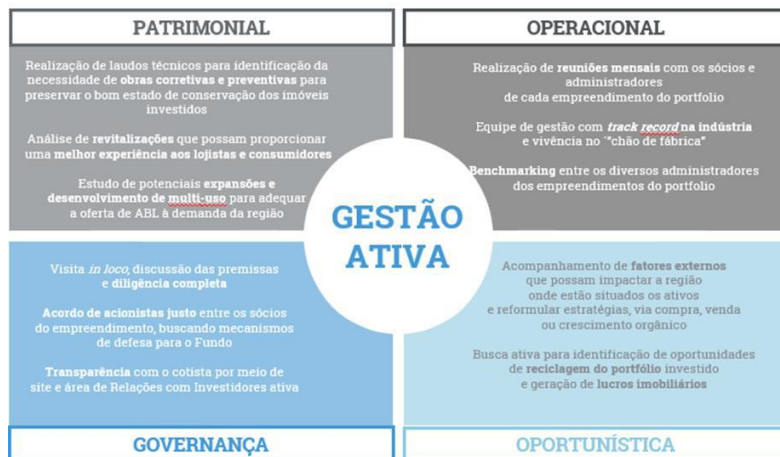 PATRIMONIAL
Realização de laudos técnicos para identificação da
necessidade de obras corretivas e preventivas para
preservar o bom estado de conservação dos imóveis
investidos
Análise de revitalizações que possam proporcionar
uma melhor experiência aos lojistas e consumidores
Estudo de potenciais expansões e
desenvolvimento de multi-uso para adequar
a oferta de ABL à demanda da região
OPERACIONAL
Realização de reuniões mensais com os sócios e
administradores
de cada empreendimento do portfolio
Equipe de gestão com track record na indústria
e vivência no ´"chão de fábrica"
Benchmarking entre os diversos administradores
dos empreendimentos do portfolio
GESTÃO
ATIVA
Visita in loco, discussão das premissas
e diligência completa
Acordo de acionistas justo entre os sócios
do empreendimento, buscando mecanismos
de defesa para o Fundo
Transparência com o cotista por meio de
site e área de Relações com Investidores ativa
GOVERNANÇA
Acompanhamento de fatores externos
que possam impactar a região
onde estão situados os ativos
e reformular estratégias, via compra, venda
ou crescimento orgânico
Busca ativa para identificação de oportunidades
de reciclagem do portfólio investido
e geração de lucros imobiliários
OPORTUNÍSTICA